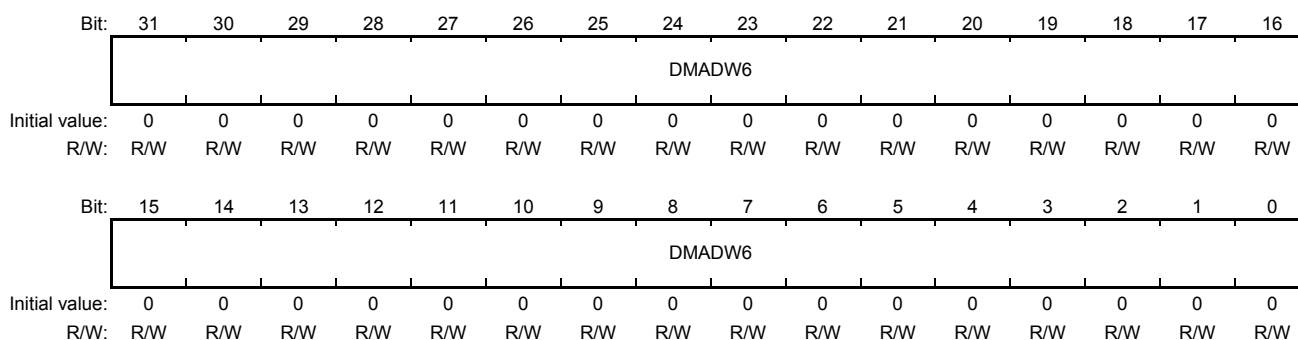 Bit: 31 30 29 28 27 26 25 24 23 22 21 20 19 18 17 16
DMADW6
Initial value: 0 0 0 0 0 0 0 0 0 0 0 0 0 0 0 0
R/W: R/W R/W R/W R/W R/W R/W R/W R/W R/W R/W R/W R/W R/W R/W R/W R/W
Bit: 15 14 13 12 11 10 9 8 7 6 5 4 3 2 1 0
DMADW6
Initial value: 0 0 0 0 0 0 0 0 0 0 0 0 0 0 0 0
R/W: R/W R/W R/W R/W R/W R/W R/W R/W R/W R/W R/W R/W R/W R/W R/W R/W